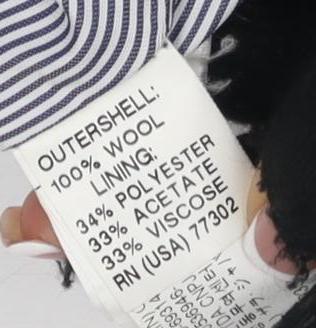 OUTERSHELL:
100% WOOL
LINING:
34% POLYESTER
33% ACETATE
33% VISCOSE
RN (USA) 77302